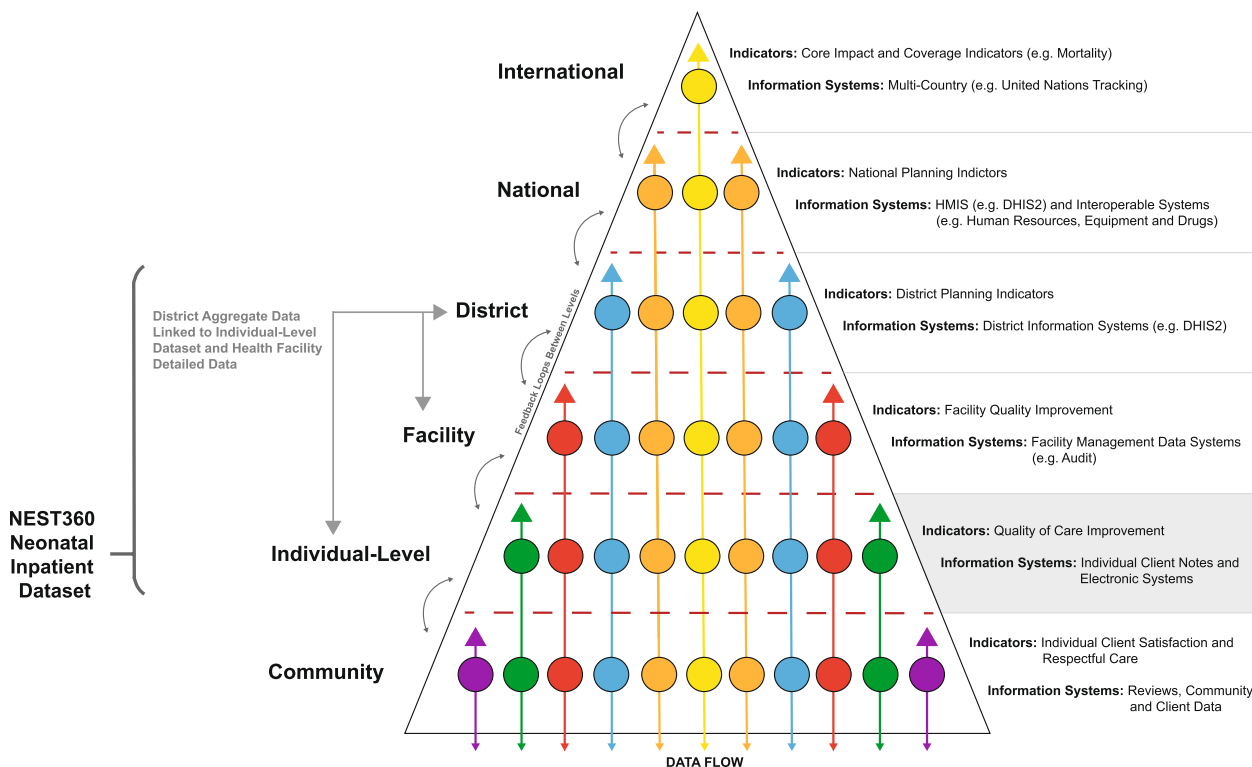 International
Indicators: Core Impact and Coverage Indicators (e.g. Mortality)
Information Systems: Multi-Country (e.g. United Nations Tracking)
National
Indicators: National Planning Indictors
Information Systems: HMIS (e.g. DHIS2) and Interoperable Systems
(e.g. Human Resources, Equipment and Drugs)
District Aggregate Data
Linked to Individual-Level
Dataset and Health Facility
Detailed Data
District
Feedback Loops Between Levels
Indicators: District Planning Indicators
Information Systems: District Information Systems (e.g. DHIS2)
Facility
Indicators: Facility Quality Improvement
Information Systems: Facility Management Data Systems
(e.g. Audit)
NEST360
Neonatal
Inpatient
Dataset
Individual-Level
Indicators: Quality of Care Improvement
Information Systems: Individual Client Notes and
Electronic Systems
Community
Indicators: Individual Client Satisfaction and
Respectful Care
Information Systems: Reviews, Community
and Client Data
DATA FLOW